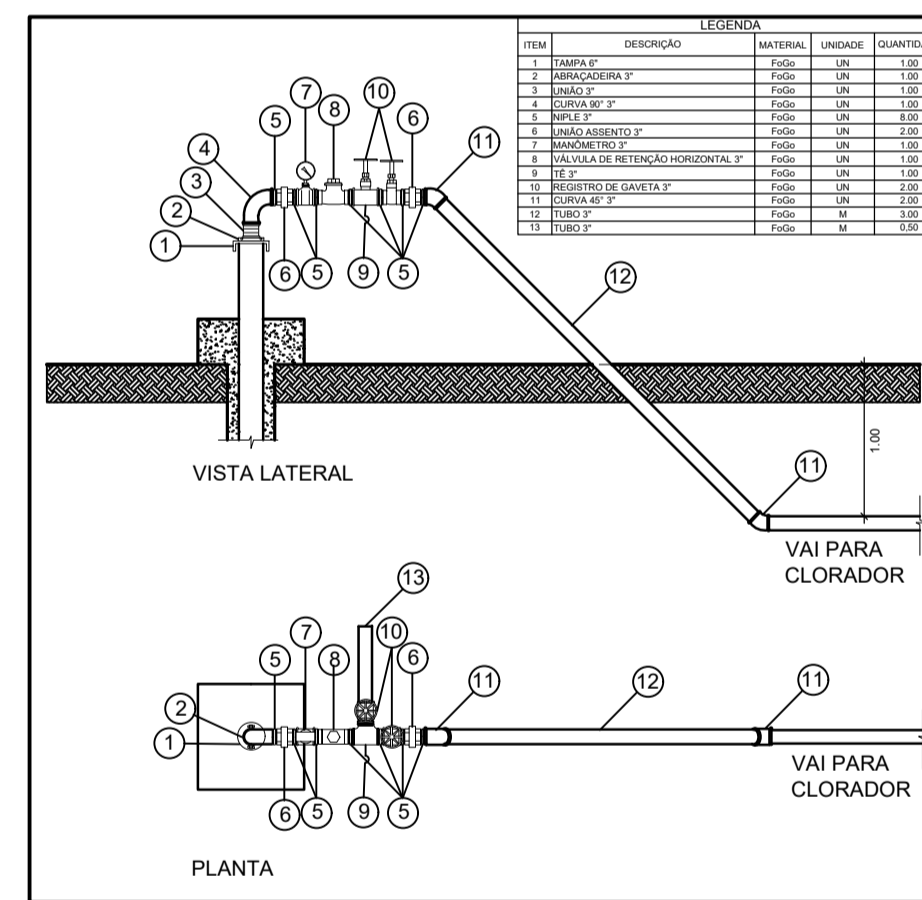 LEGENDA
ITEM DESCRIÇÃO MATERIAL UNIDADE QUANTIDA
1 TAMPA 6" FoGo UN 1.00
2 ABRAÇADEIRA 3" FoGo UN 1.00
3 UNIÃO 3" FoGo UN 1.00
4 CURVA 90° 3" FoGo UN 1.00
5 NIPLE 3" FoGo UN 8.00
6 UNIÃO ASSENTO 3" FoGo UN 2.00
7 MANÔMETRO 3" FoGo UN 1.00
8 VÁLVULA DE RETENÇÃO HORIZONTAL 3" FoGo UN 1.00
9 TÊ 3" FoGo UN 1.00
10 REGISTRO DE GAVETA 3" FoGo UN 2.00
11 CURVA 45° 3" FoGo UN 2.00
12 TUBO 3" FoGo M 3.00
13 TUBO 3" FoGo M 0,50
7 10
5 8 6
4 11
3
2
1
6 5 9 5
12
1.00
VISTA LATERAL
11
VAI PARA
CLORADOR
13
7 10
5 8 6
11 12 11
2
1
VAI PARA
CLORADOR
6 5 9 5
PLANTA